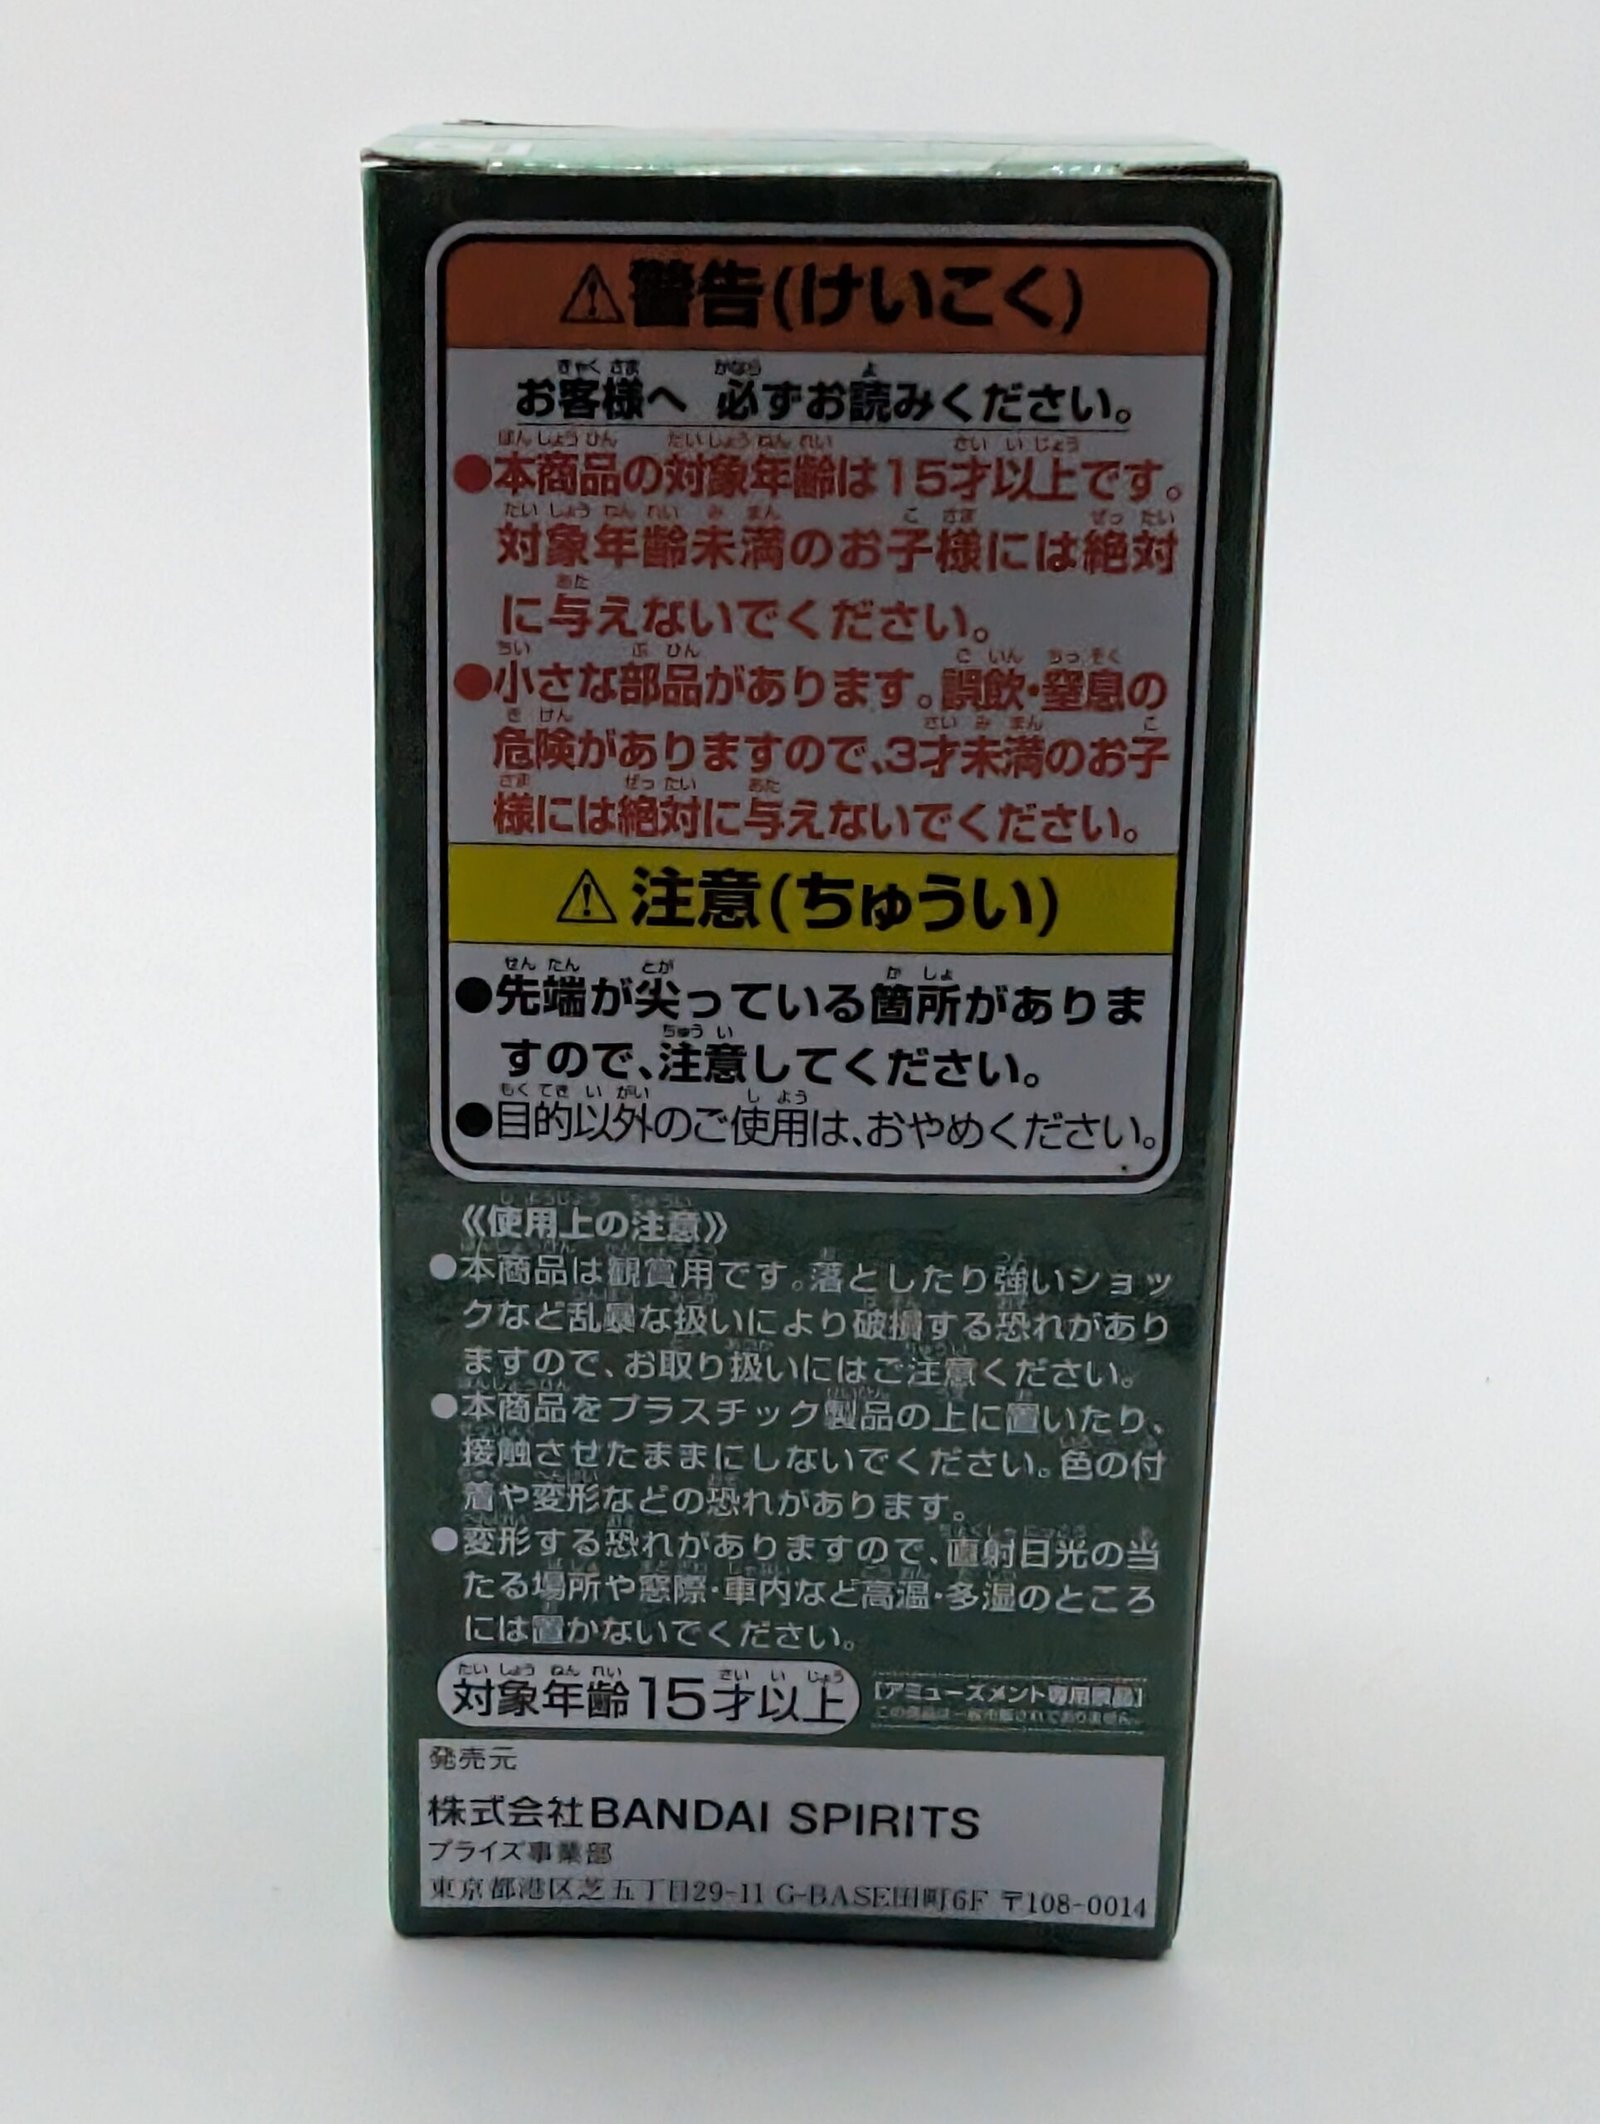 ⚠警告(けいこく)
お客様へ 必ずお読みください。
●本商品の対象年齢は15才以上です。
対象年齢未満のお子様には絶対
に与えないでください。
●小さな部品があります。誤飲・窒息の
危険がありますので、3才未満のお子
様には絶対に与えないでください。
⚠注意(ちゅうい)
●先端が尖っている箇所がありま
すので、注意してください。
●目的以外のご使用は、おやめください。
《使用上の注意》
●本商品は観賞用です。落としたり強いショッ
クなど乱暴な扱いにより破損する恐れがあり
ますので、お取り扱いにはご注意ください。
●本商品をプラスチック製品の上に置いたり、
接触させたままにしないでください。色の付
着や変形などの恐れがあります。
●変形する恐れがありますので、直射日光の当
たる場所や窓際・車内など高温・多湿のところ
には置かないでください。
対象年齢15才以上
【アミューズメント専用景品】
この商品は一般市販されておりません。
発売元
株式会社BANDAI SPIRITS
プライズ事業部
東京都港区芝五丁目29-11 G-BASE田町6F 〒108-0014